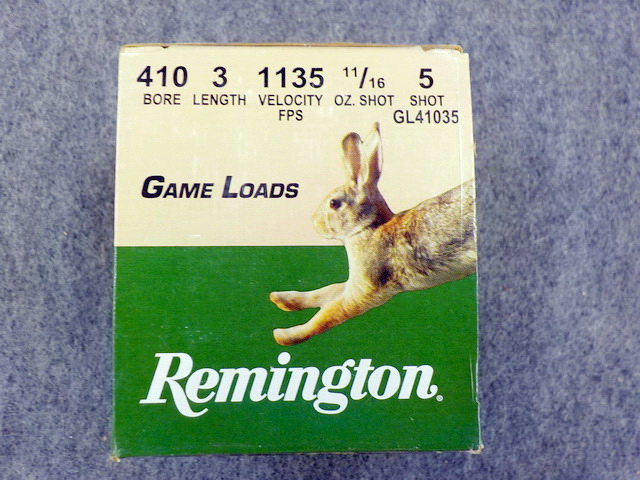 410 3 1135 11/16 5
BORE LENGTH VELOCITY OZ. SHOT SHOT
FPS GL41035
GAME LOADS
Remington®